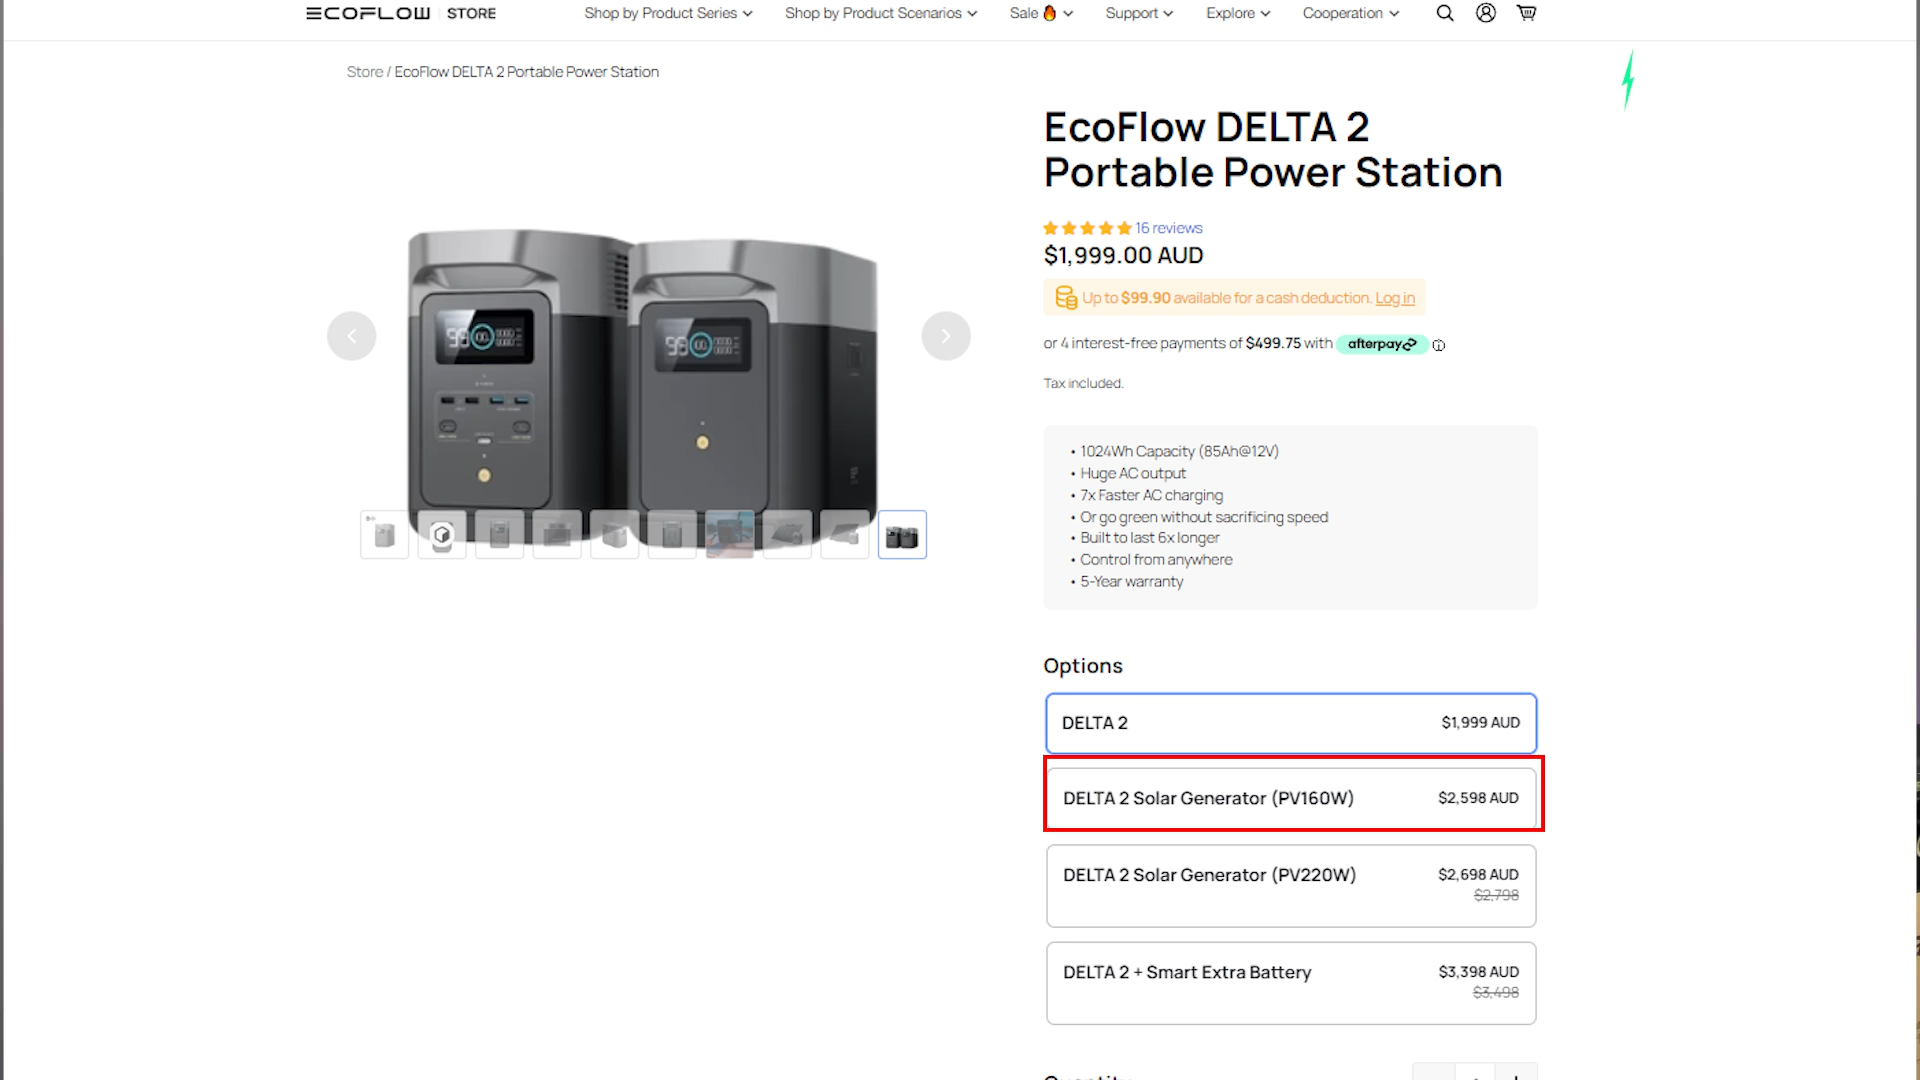 ECOFLOW STORE
Shop by Product Series
Shop by Product Scenarios
Sale
Support
Explore
Cooperation
Store / EcoFlow DELTA 2 Portable Power Station
EcoFlow DELTA 2
Portable Power Station
16 reviews
$1,999.00 AUD
Up to $99.90 available for a cash deduction. Log in
or 4 interest-free payments of $499.75 with afterpay
Tax included.
• 1024Wh Capacity (85Ah@12V)
• Huge AC output
• 7x Faster AC charging
• Or go green without sacrificing speed
• Built to last 6x longer
• Control from anywhere
• 5-Year warranty
Options
DELTA 2 $1,999 AUD
DELTA 2 Solar Generator (PV160W) $2,598 AUD
DELTA 2 Solar Generator (PV220W) $2,698 AUD
$2,798
DELTA 2 + Smart Extra Battery $3,398 AUD
$3,498